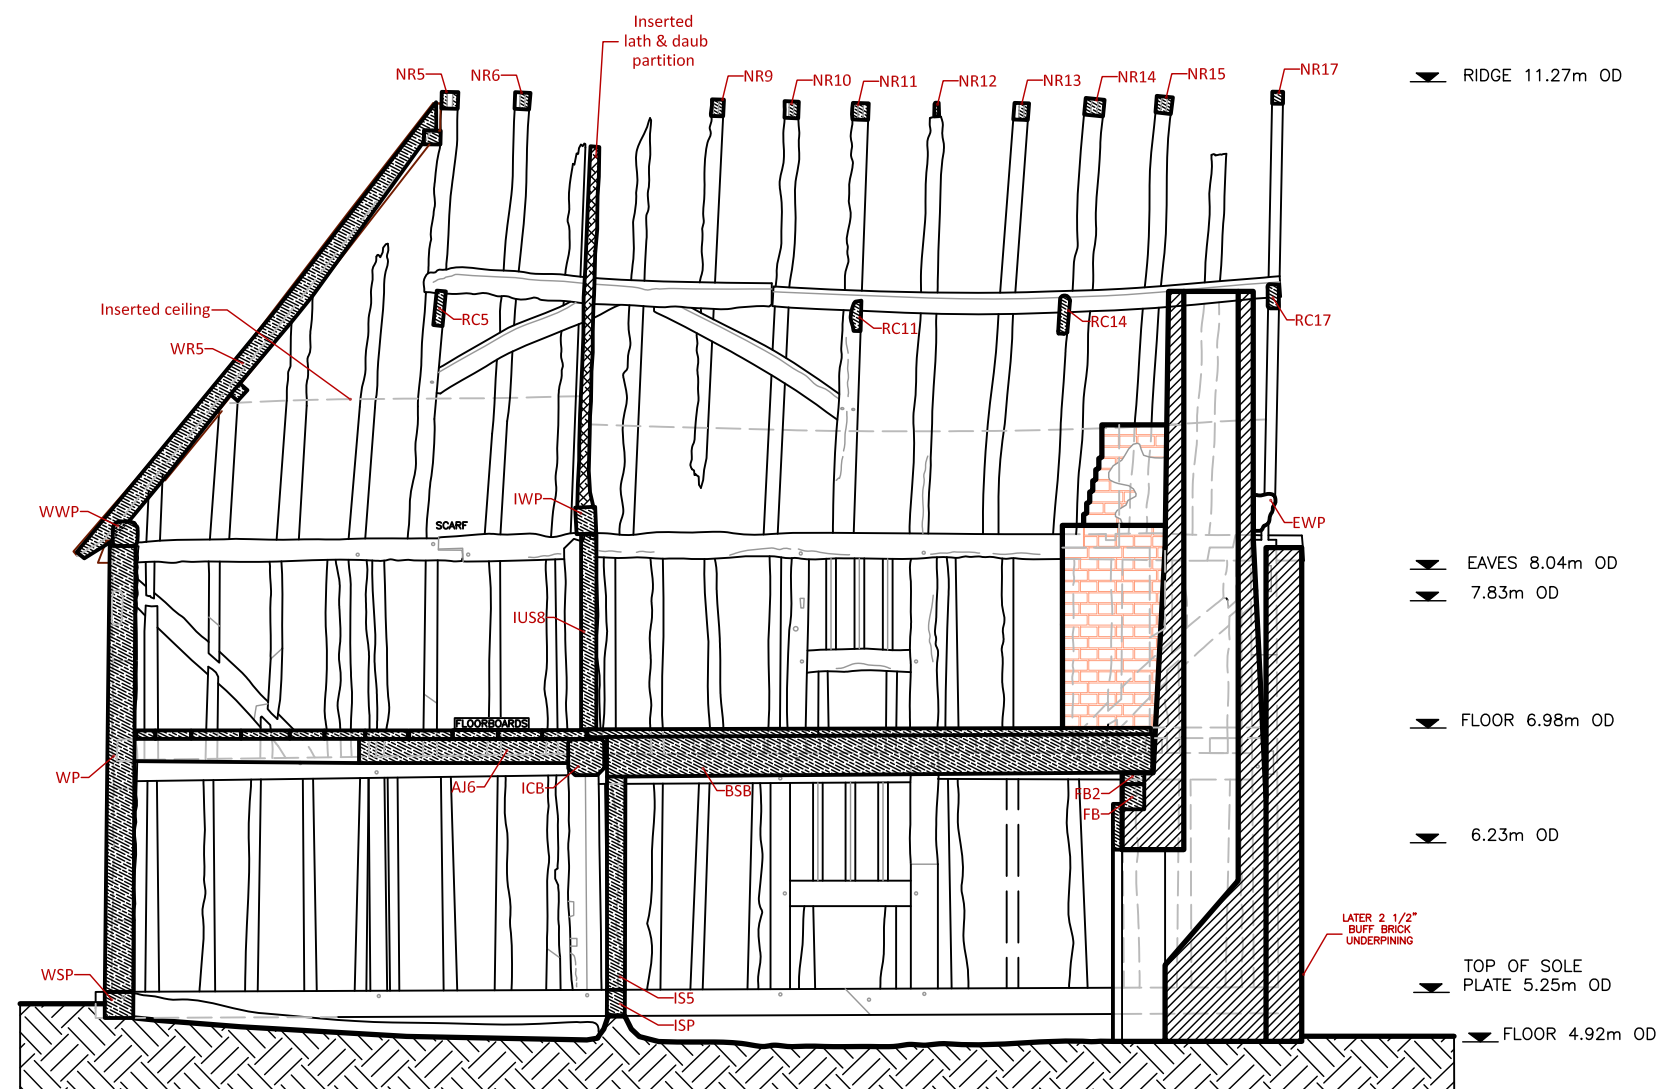 Inserted
lath & daub
partition
NR5
NR6
NR9
NR10
NR11
NR12
NR13
NR14
NR15
NR17
RIDGE 11.27m OD
Inserted ceiling
RC5
RC11
RC14
RC17
WR5
IWP
WWP
SCARF
EWP
EAVES 8.04m OD
7.83m OD
IUS8
FLOORBOARDS
FLOOR 6.98m OD
WP
AJ6
ICB
BSB
FB2
FB
6.23m OD
LATER 2 1/2"
BUFF BRICK
UNDERPINING
WSP
IS5
TOP OF SOLE
PLATE 5.25m OD
ISP
FLOOR 4.92m OD